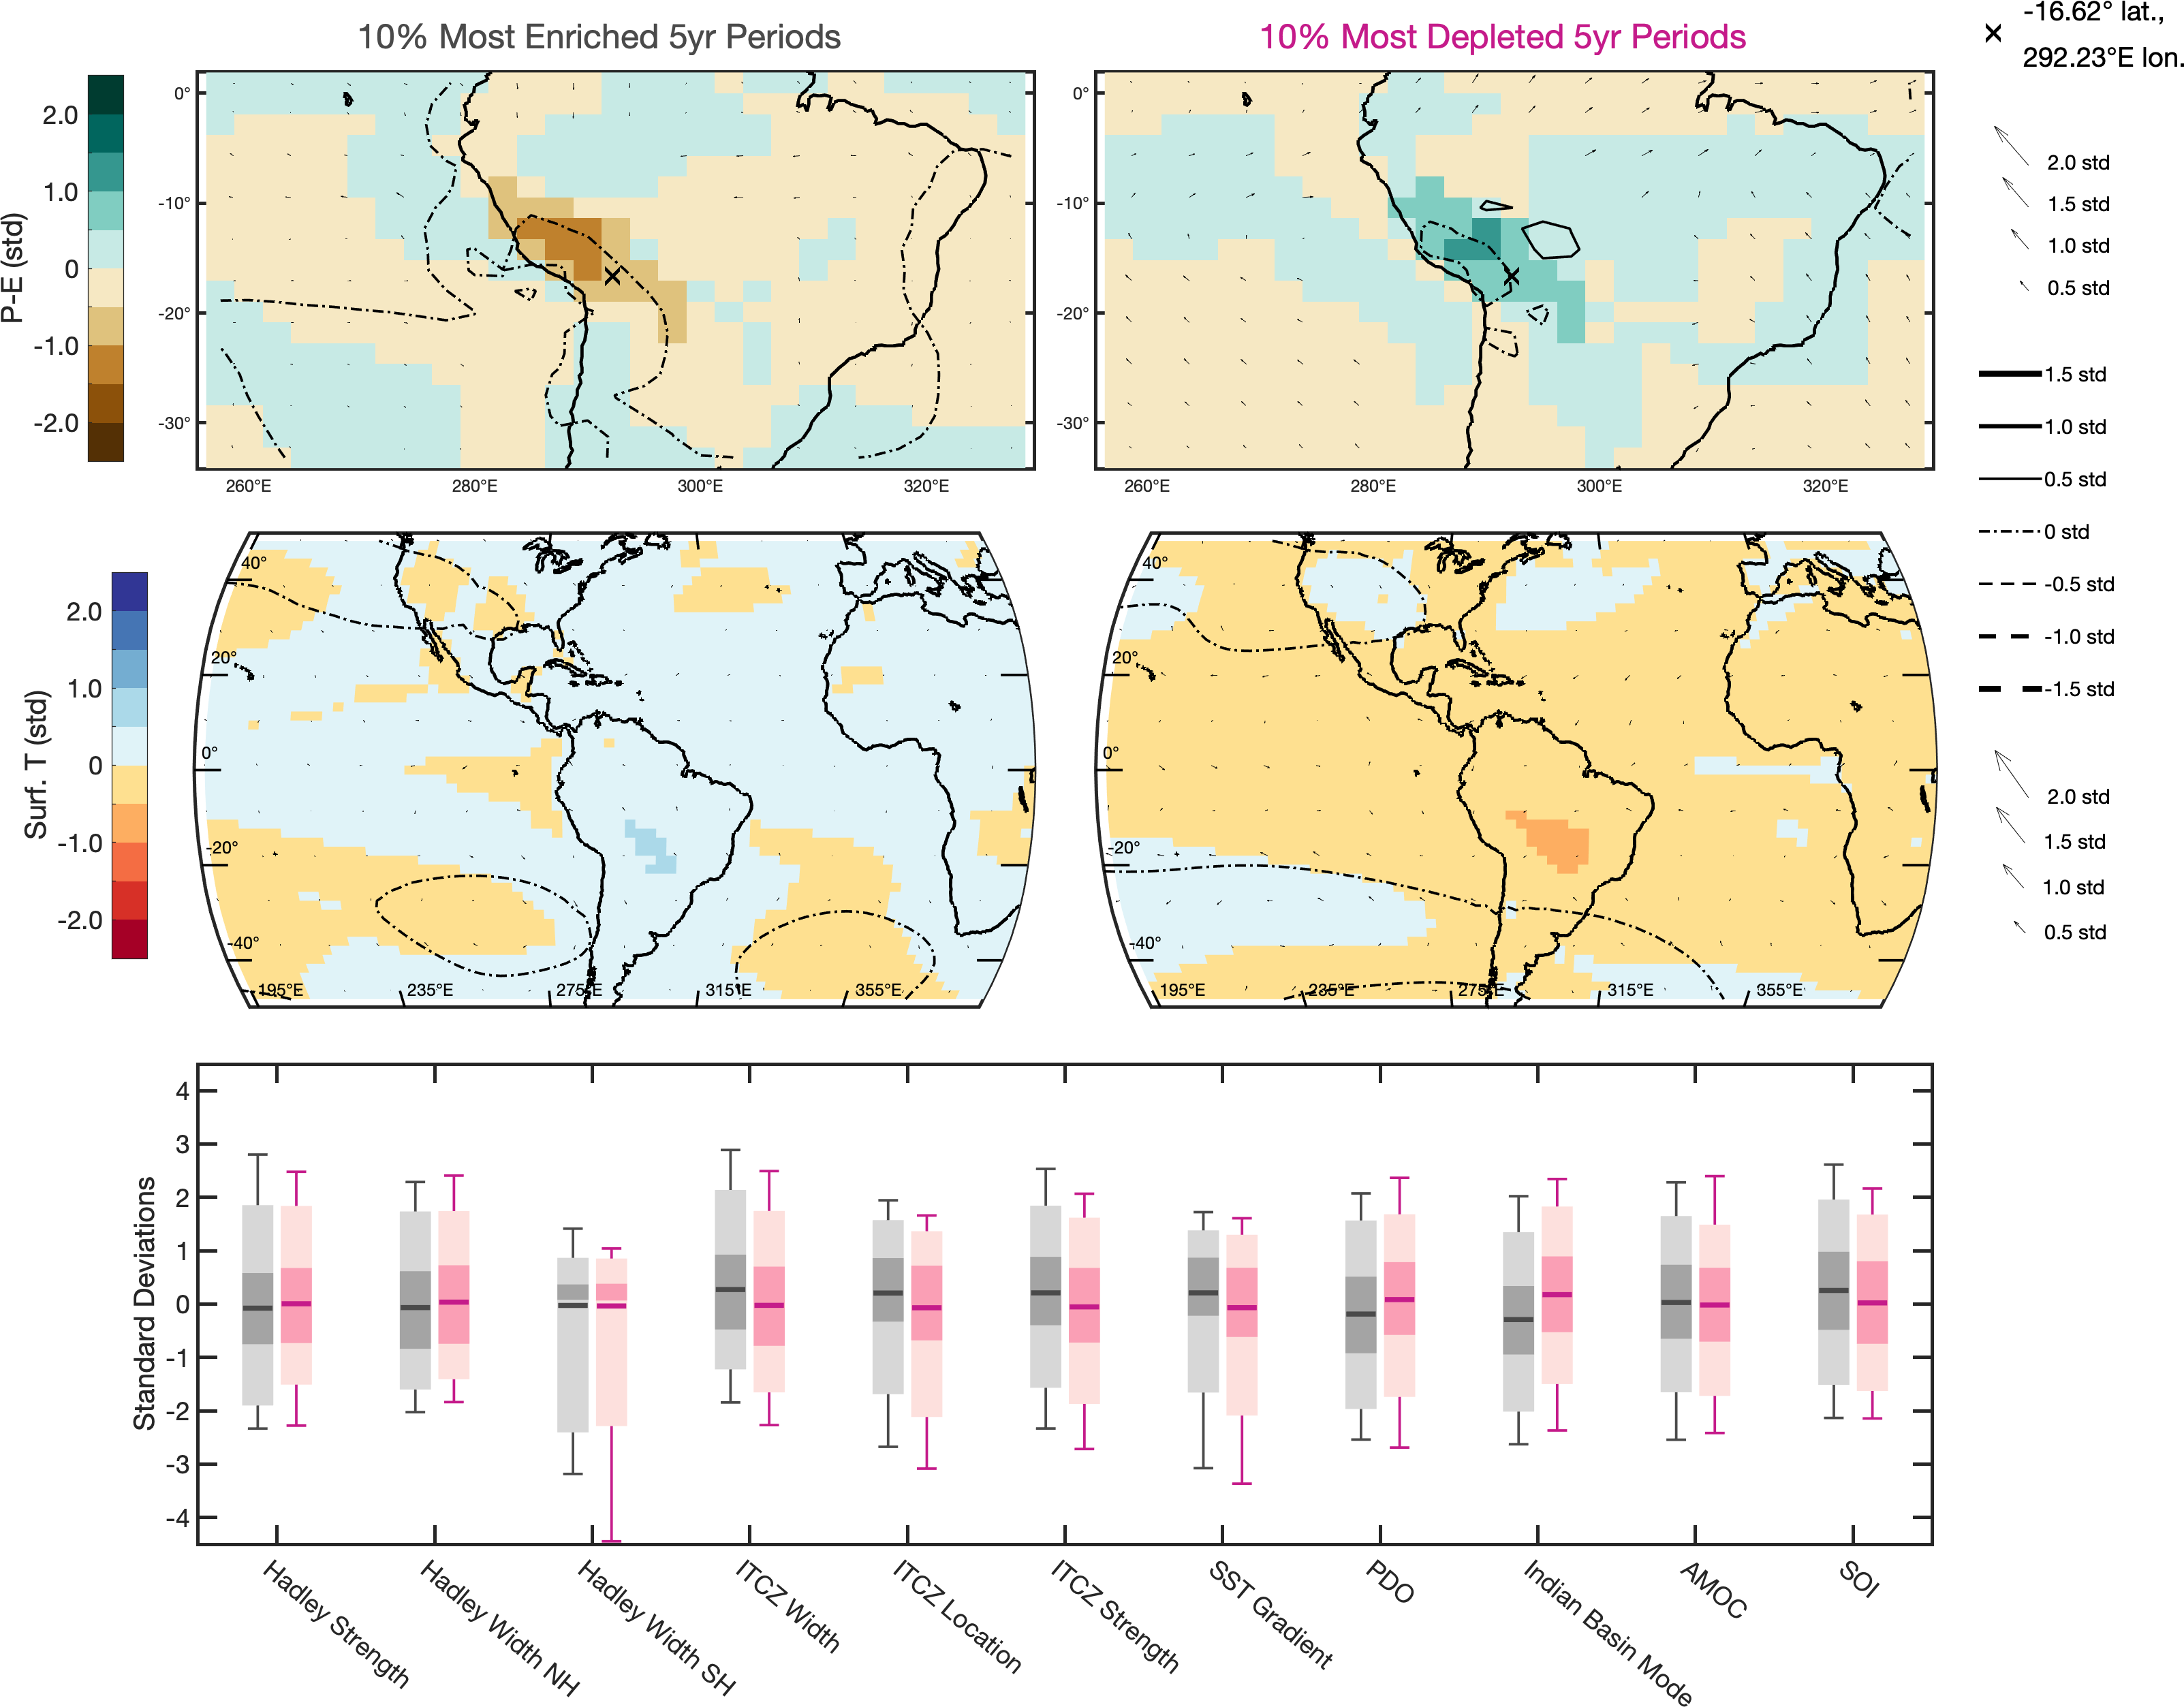 10% Most Enriched 5yr Periods
10% Most Depleted 5yr Periods
-16.62° lat.,
292.23°E lon.
P-E (std)
2.0
1.0
0
-1.0
-2.0
0°
-10°
-20°
-30°
260°E
280°E
300°E
320°E
0°
-10°
-20°
-30°
260°E
280°E
300°E
320°E
2.0 std
1.5 std
1.0 std
0.5 std
1.5 std
1.0 std
0.5 std
0 std
-0.5 std
-1.0 std
-1.5 std
Surf. T (std)
2.0
1.0
0
-1.0
-2.0
40°
20°
0°
-20°
-40°
195°E
235°E
275°E
315°E
355°E
40°
20°
0°
-20°
-40°
195°E
235°E
275°E
315°E
355°E
2.0 std
1.5 std
1.0 std
0.5 std
Standard Deviations
4
3
2
1
0
-1
-2
-3
-4
Hadley Strength
Hadley Width NH
Hadley Width SH
ITCZ Width
ITCZ Location
ITCZ Strength
SST Gradient
PDO
Indian Basin Mode
AMOC
SOI